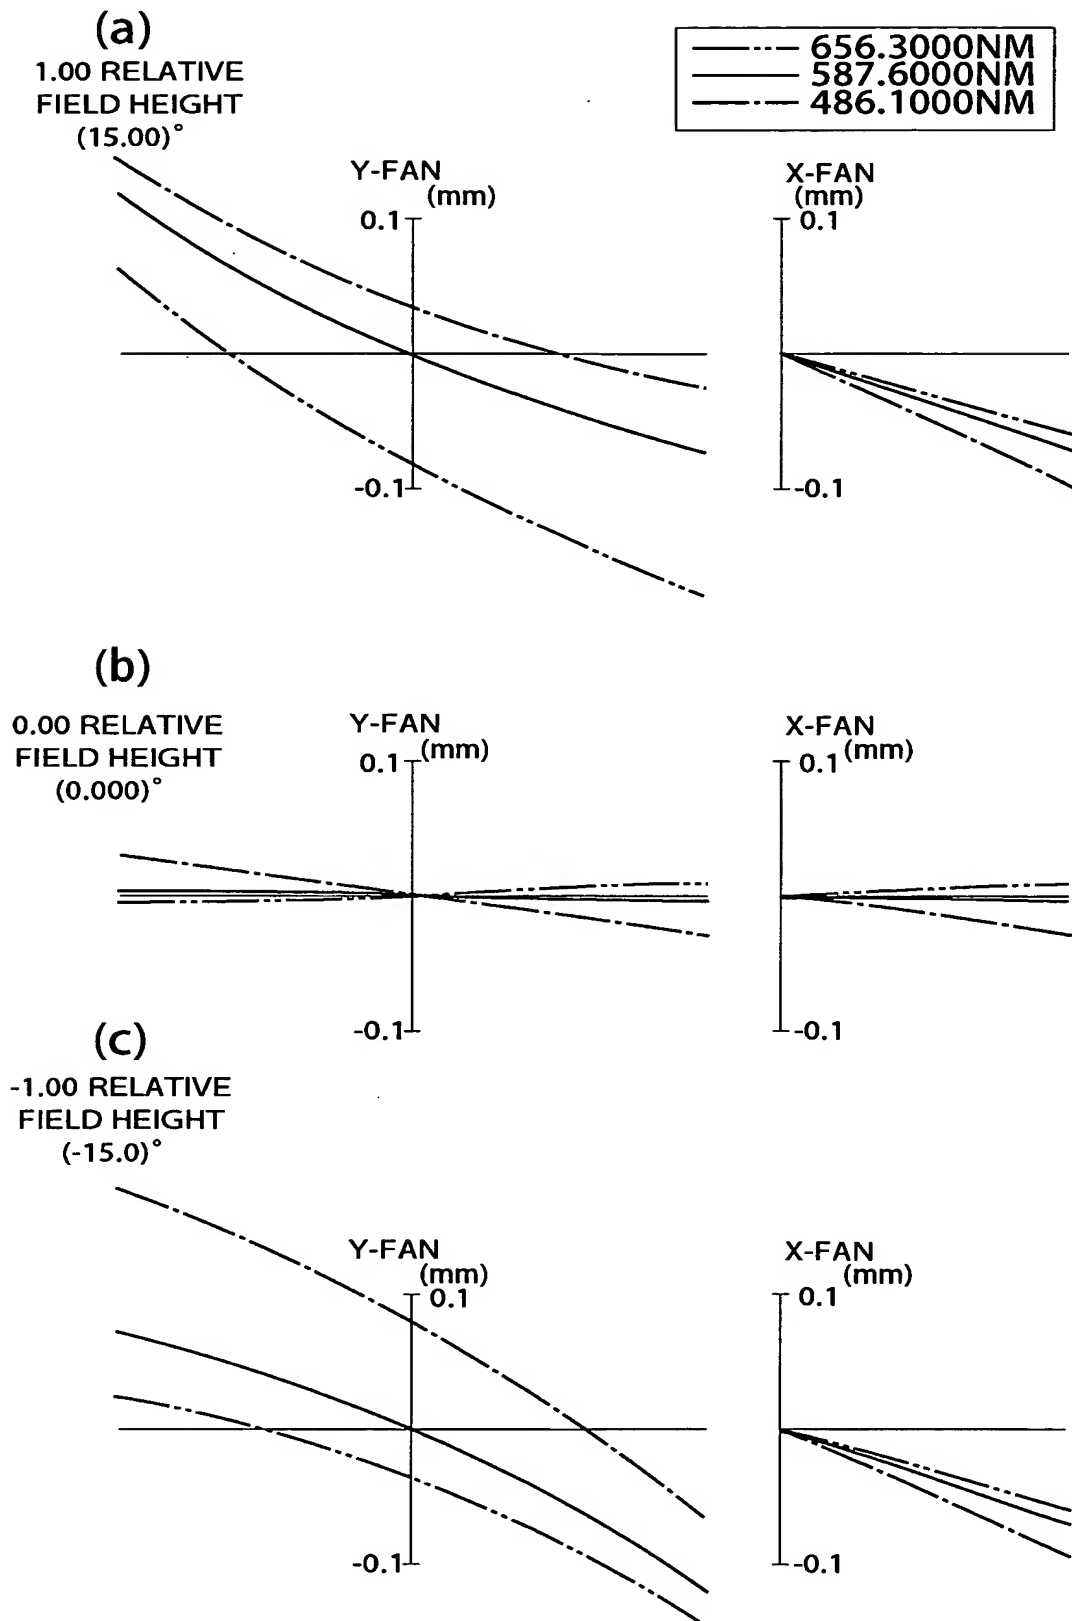 (a)
1.00 RELATIVE
FIELD HEIGHT
(15.00)°
656.3000NM
587.6000NM
486.1000NM
Y-FAN
(mm)
0.1
-0.1
X-FAN
(mm)
0.1
-0.1
(b)
0.00 RELATIVE
FIELD HEIGHT
(0.000)°
Y-FAN
(mm)
0.1
-0.1
X-FAN
(mm)
0.1
-0.1
(c)
-1.00 RELATIVE
FIELD HEIGHT
(-15.0)°
Y-FAN
(mm)
0.1
-0.1
X-FAN
(mm)
0.1
-0.1